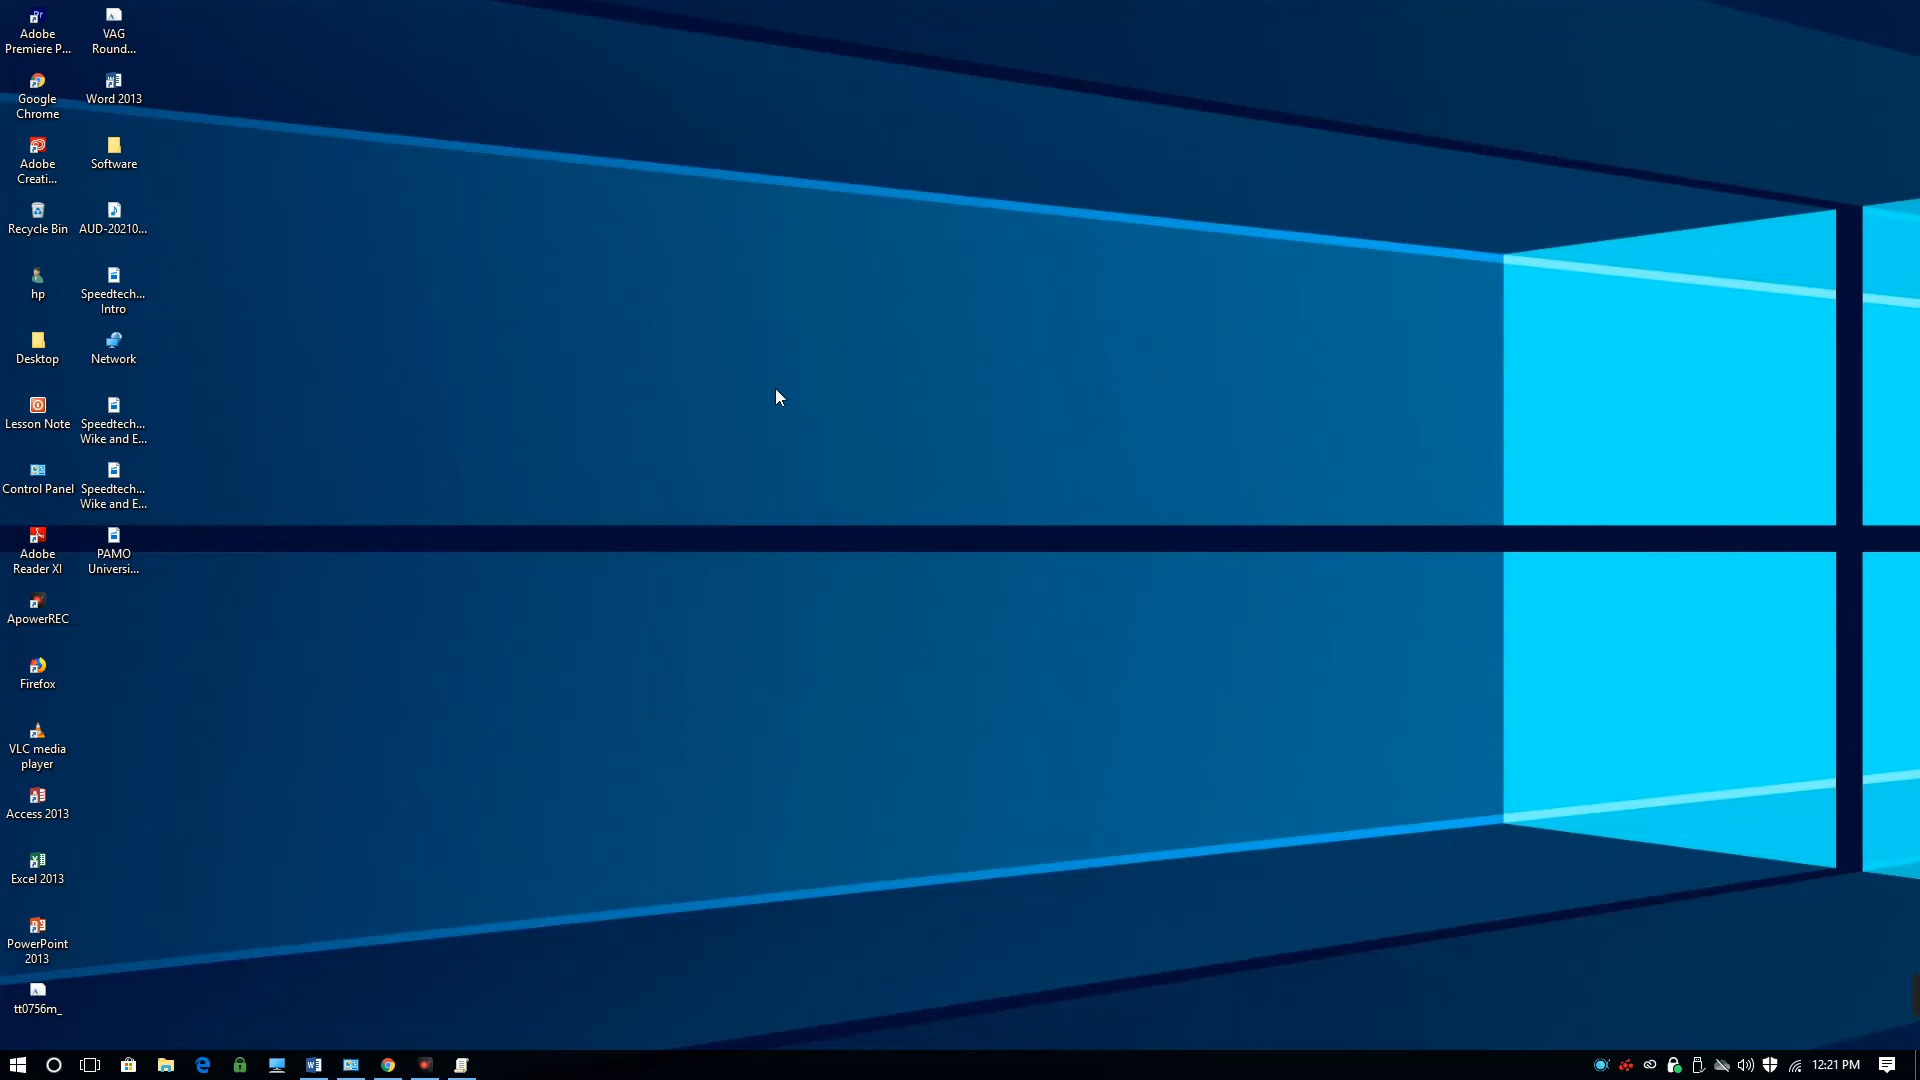 Adobe
Premiere P...
Google
Chrome
Adobe
Creati...
Recycle Bin
hp
Desktop
Lesson Note
Control Panel
Adobe
Reader XI
ApowerREC
Firefox
VLC media
player
Access 2013
Excel 2013
PowerPoint
2013
tt0756m_
VAG
Round...
Word 2013
Software
AUD-20210...
Speedtech...
Intro
Network
Speedtech...
Wike and E...
Speedtech...
Wike and E...
PAMO
Universi...
12:21 PM